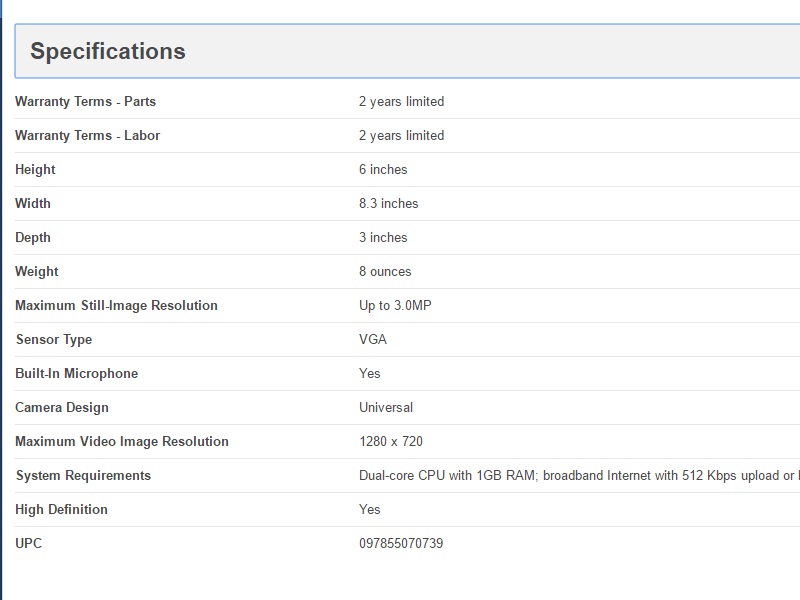 Specifications
Warranty Terms - Parts 2 years limited
Warranty Terms - Labor 2 years limited
Height 6 inches
Width 8.3 inches
Depth 3 inches
Weight 8 ounces
Maximum Still-Image Resolution Up to 3.0MP
Sensor Type VGA
Built-In Microphone Yes
Camera Design Universal
Maximum Video Image Resolution 1280 x 720
System Requirements Dual-core CPU with 1GB RAM; broadband Internet with 512 Kbps upload or
High Definition Yes
UPC 097855070739